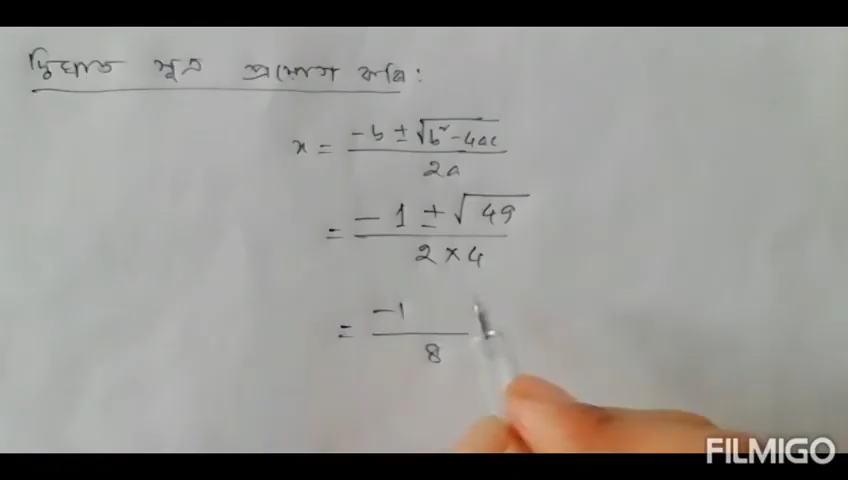 দ্বিঘাত সূত্র প্রয়োগ করি:
x = (-b ± √(b² - 4ac)) / 2a
= (- 1 ± √49) / (2 × 4)
= -1 / 8
FILMIGO